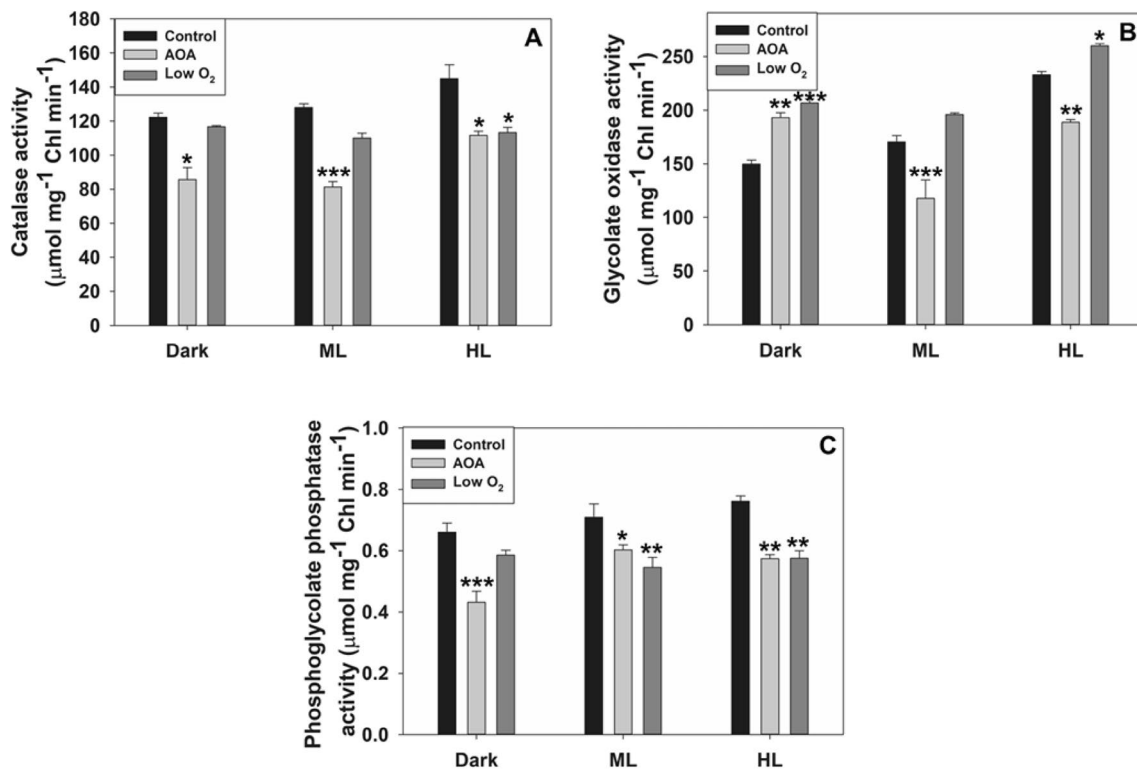 A
Control
AOA
Low O₂
Catalase activity
(µmol mg⁻¹ Chl min⁻¹)
180
160
140
120
100
80
60
40
20
0
*
***
*
*
Dark
ML
HL
B
Control
AOA
Low O₂
Glycolate oxidase activity
(µmol mg⁻¹ Chl min⁻¹)
250
200
150
100
50
0
**
***
***
**
*
Dark
ML
HL
C
Control
AOA
Low O₂
Phosphoglycolate phosphatase
activity (µmol mg⁻¹ Chl min⁻¹)
1.0
0.8
0.6
0.4
0.2
0.0
***
*
**
**
**
Dark
ML
HL